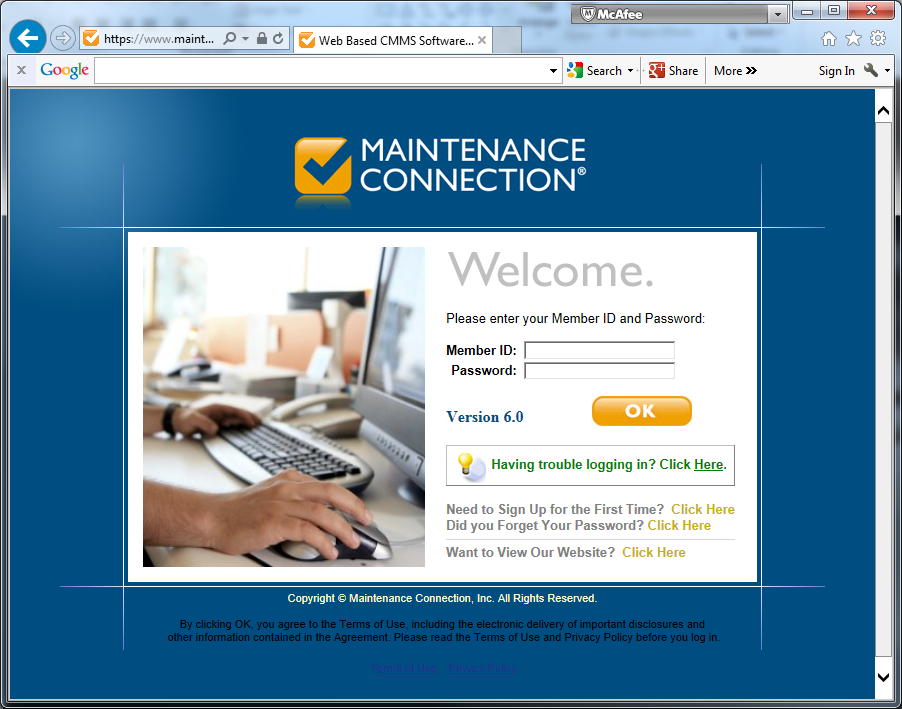 McAfee
https://www.maint...
Web Based CMMS Software...
x Google
Search
Share
More »
Sign In
MAINTENANCE
CONNECTION®
Welcome.
Please enter your Member ID and Password:
Member ID:
Password:
Version 6.0
OK
Having trouble logging in? Click Here.
Need to Sign Up for the First Time? Click Here
Did you Forget Your Password? Click Here
Want to View Our Website? Click Here
Copyright © Maintenance Connection, Inc. All Rights Reserved.
By clicking OK, you agree to the Terms of Use, including the electronic delivery of important disclosures and
other information contained in the Agreement. Please read the Terms of Use and Privacy Policy before you log in.
Terms of Use Privacy Policy